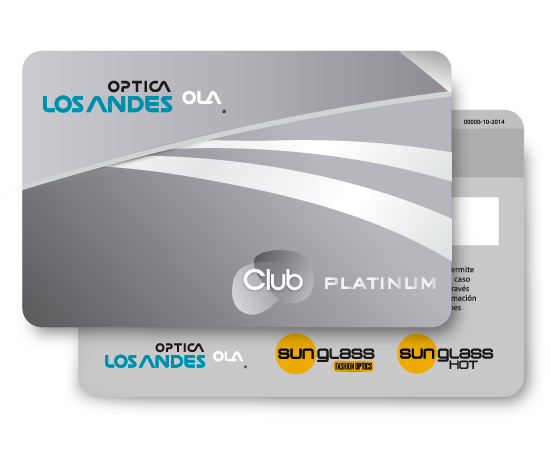 OPTICA
LOS ANDES OLA
Club PLATINUM
00000-10-2014
ermite
caso
ravés
mación
es
OPTICA
LOS ANDES OLA
sunglass
FASHION OPTICS
sunglass
HOT